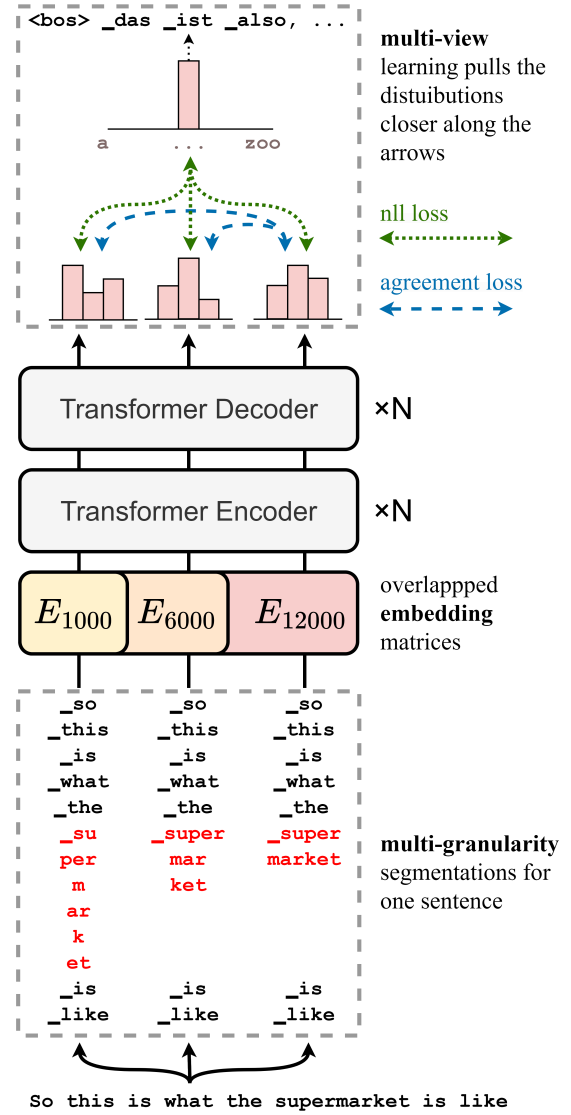 <bos> _das _ist _also, ...
multi-view
learning pulls the
distuibutions
closer along the
arrows
a ... zoo
nll loss
agreement loss
Transformer Decoder ×N
Transformer Encoder ×N
E1000 E6000 E12000
overlappped
embedding
matrices
_so _so _so
_this _this _this
_is _is _is
_what _what _what
_the _the _the
_su _super _super
per mar market
m ket
ar
k
et
_is _is _is
_like _like _like
multi-granularity
segmentations for
one sentence
So this is what the supermarket is like